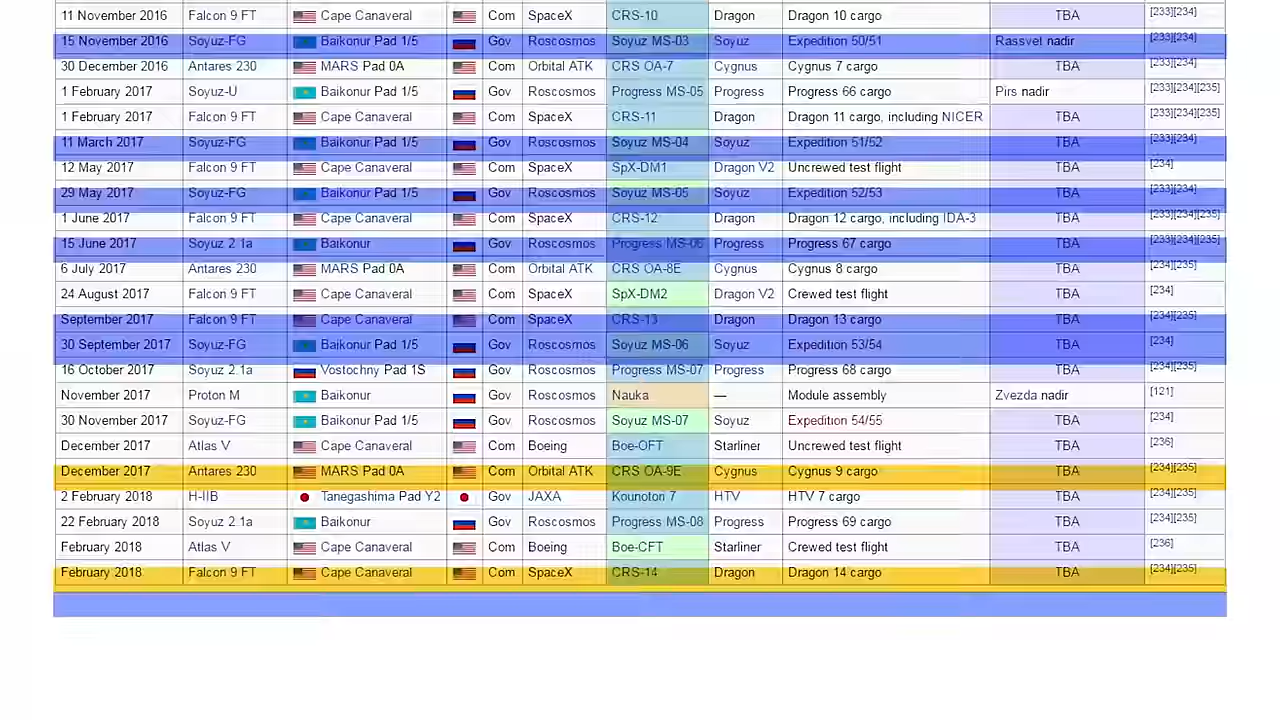 11 November 2016 Falcon 9 FT Cape Canaveral Com SpaceX CRS-10 Dragon Dragon 10 cargo TBA [233][234]
15 November 2016 Soyuz-FG Baikonur Pad 1/5 Gov Roscosmos Soyuz MS-03 Soyuz Expedition 50/51 Rassvet nadir [233][234]
30 December 2016 Antares 230 MARS Pad 0A Com Orbital ATK CRS OA-7 Cygnus Cygnus 7 cargo TBA [233][234]
1 February 2017 Soyuz-U Baikonur Pad 1/5 Gov Roscosmos Progress MS-05 Progress Progress 66 cargo Pirs nadir [233][234][235]
1 February 2017 Falcon 9 FT Cape Canaveral Com SpaceX CRS-11 Dragon Dragon 11 cargo, including NICER TBA [233][234][235]
11 March 2017 Soyuz-FG Baikonur Pad 1/5 Gov Roscosmos Soyuz MS-04 Soyuz Expedition 51/52 TBA [233][234]
12 May 2017 Falcon 9 FT Cape Canaveral Com SpaceX SpX-DM1 Dragon V2 Uncrewed test flight TBA [234]
29 May 2017 Soyuz-FG Baikonur Pad 1/5 Gov Roscosmos Soyuz MS-05 Soyuz Expedition 52/53 TBA [233][234]
1 June 2017 Falcon 9 FT Cape Canaveral Com SpaceX CRS-12 Dragon Dragon 12 cargo, including IDA-3 TBA [233][234][235]
15 June 2017 Soyuz 2.1a Baikonur Gov Roscosmos Progress MS-06 Progress Progress 67 cargo TBA [233][234][235]
6 July 2017 Antares 230 MARS Pad 0A Com Orbital ATK CRS OA-8E Cygnus Cygnus 8 cargo TBA [234][235]
24 August 2017 Falcon 9 FT Cape Canaveral Com SpaceX SpX-DM2 Dragon V2 Crewed test flight TBA [234]
September 2017 Falcon 9 FT Cape Canaveral Com SpaceX CRS-13 Dragon Dragon 13 cargo TBA [234][235]
30 September 2017 Soyuz-FG Baikonur Pad 1/5 Gov Roscosmos Soyuz MS-06 Soyuz Expedition 53/54 TBA [234]
16 October 2017 Soyuz 2.1a Vostochny Pad 1S Gov Roscosmos Progress MS-07 Progress Progress 68 cargo TBA [234][235]
November 2017 Proton M Baikonur Gov Roscosmos Nauka — Module assembly Zvezda nadir [121]
30 November 2017 Soyuz-FG Baikonur Pad 1/5 Gov Roscosmos Soyuz MS-07 Soyuz Expedition 54/55 TBA [234]
December 2017 Atlas V Cape Canaveral Com Boeing Boe-OFT Starliner Uncrewed test flight TBA [236]
December 2017 Antares 230 MARS Pad 0A Com Orbital ATK CRS OA-9E Cygnus Cygnus 9 cargo TBA [234][235]
2 February 2018 H-IIB Tanegashima Pad Y2 Gov JAXA Kounotori 7 HTV HTV 7 cargo TBA [234][235]
22 February 2018 Soyuz 2.1a Baikonur Gov Roscosmos Progress MS-08 Progress Progress 69 cargo TBA [234][235]
February 2018 Atlas V Cape Canaveral Com Boeing Boe-CFT Starliner Crewed test flight TBA [236]
February 2018 Falcon 9 FT Cape Canaveral Com SpaceX CRS-14 Dragon Dragon 14 cargo TBA [234][235]